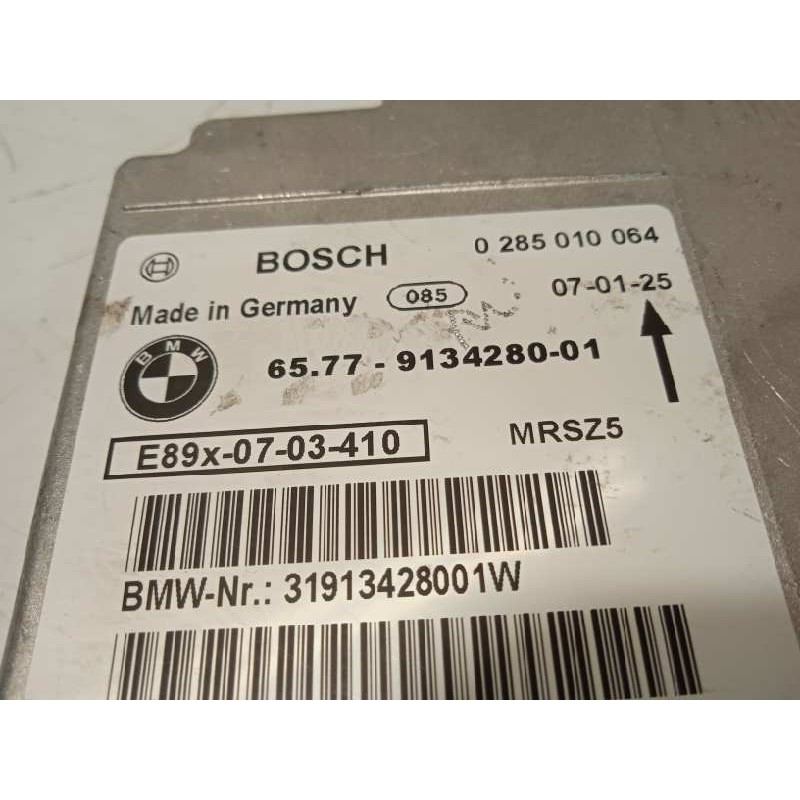 BOSCH 0 285 010 064
Made in Germany 085 07-01-25
BMW
65.77 - 9134280-01
E89x-07-03-410 MRSZ5
BMW-Nr.: 31913428001W